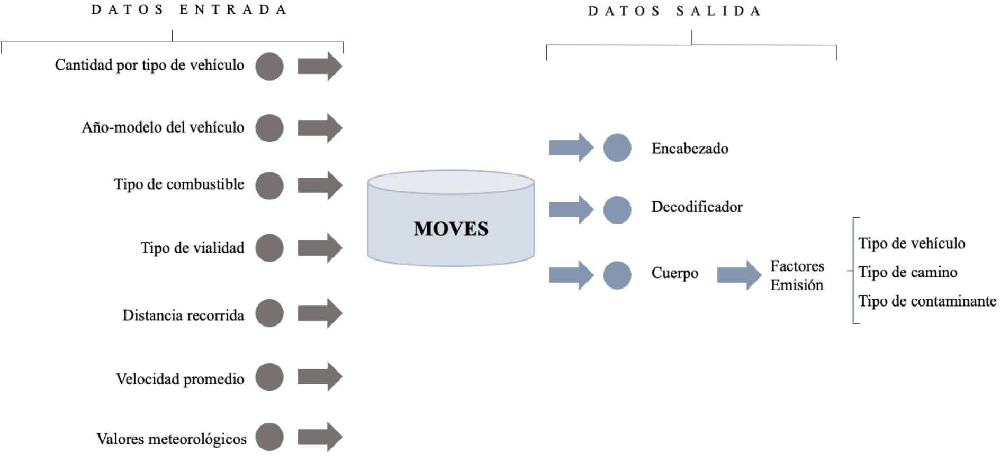 DATOS ENTRADA
Cantidad por tipo de vehículo
Año-modelo del vehículo
Tipo de combustible
Tipo de vialidad
Distancia recorrida
Velocidad promedio
Valores meteorológicos
MOVES
DATOS SALIDA
Encabezado
Decodificador
Cuerpo
Factores
Emisión
Tipo de vehículo
Tipo de camino
Tipo de contaminante